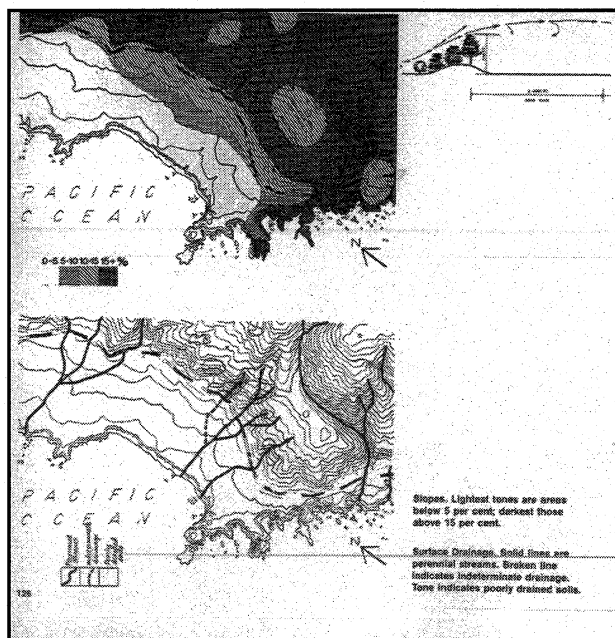 PACIFIC
OCEAN
0-5 5-10 10-15 15+ %
N
PACIFIC
OCEAN
N
Slopes. Lightest tones are areas
below 5 per cent; darkest those
above 15 per cent.
Surface Drainage. Solid lines are
perennial streams. Broken line
indicates indeterminate drainage.
Tone indicates poorly drained soils.
126